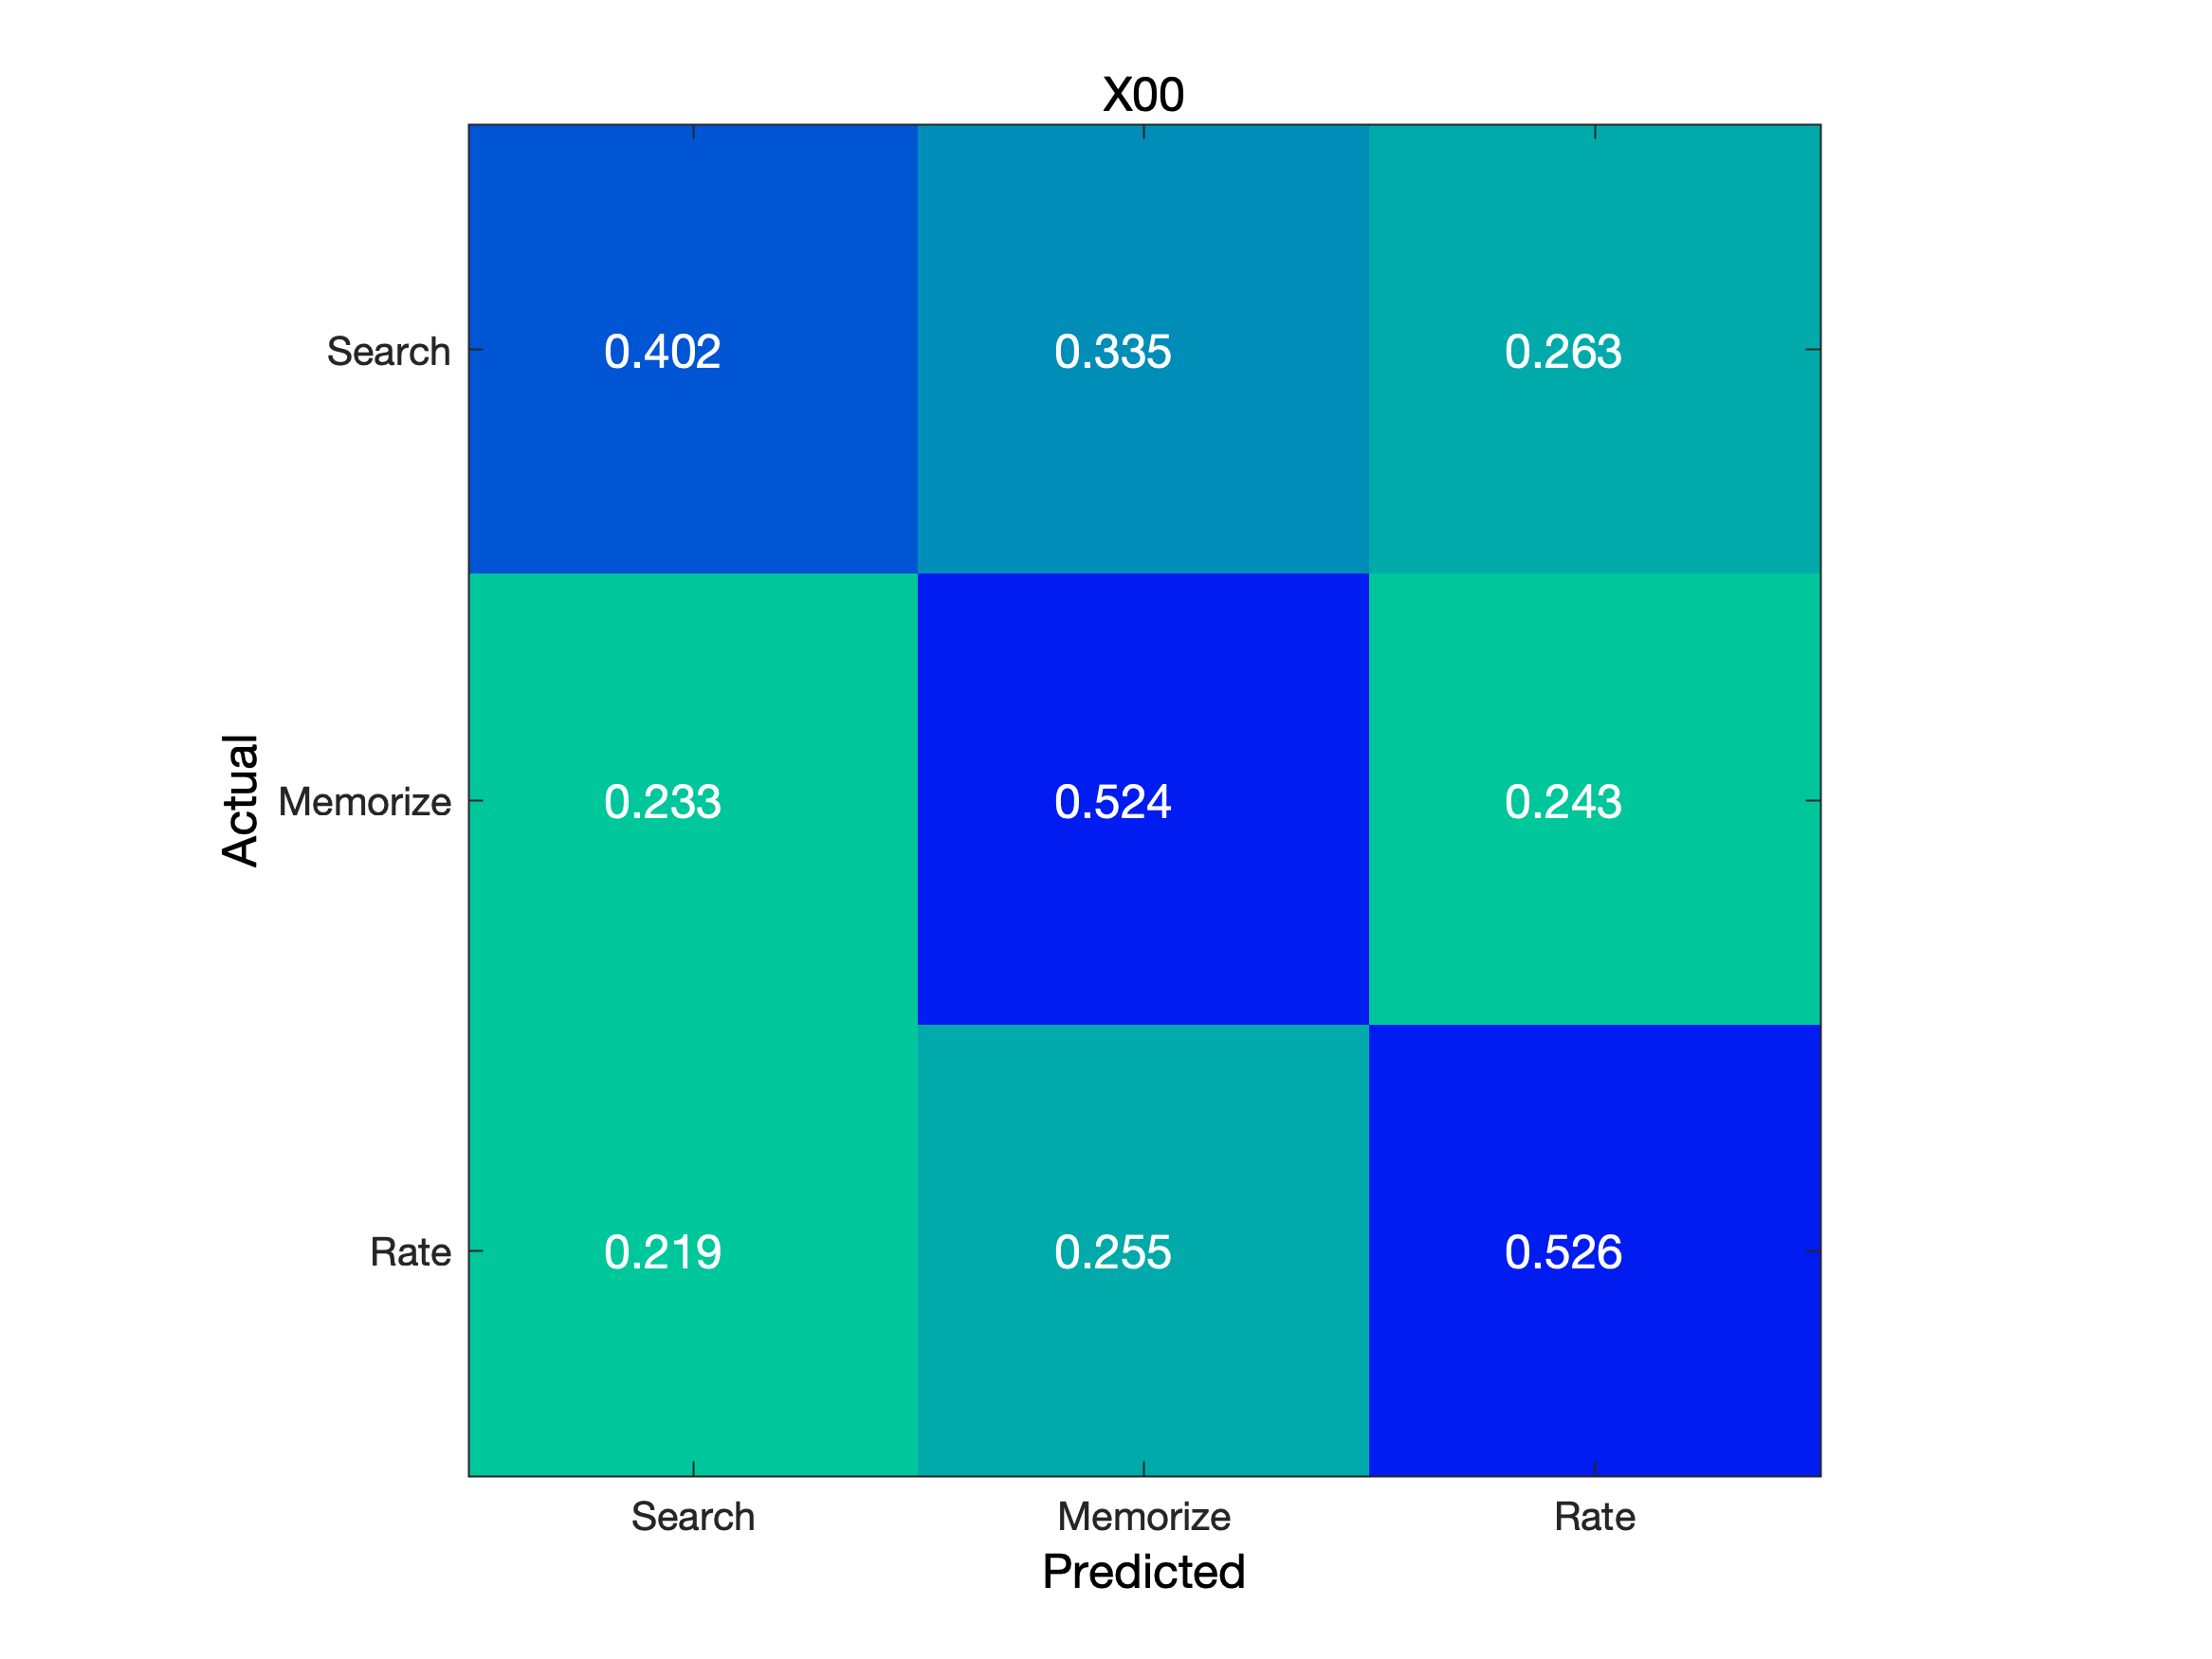 X00
Search 0.402 0.335 0.263
Actual
Memorize 0.233 0.524 0.243
Rate 0.219 0.255 0.526
Search Memorize Rate
Predicted